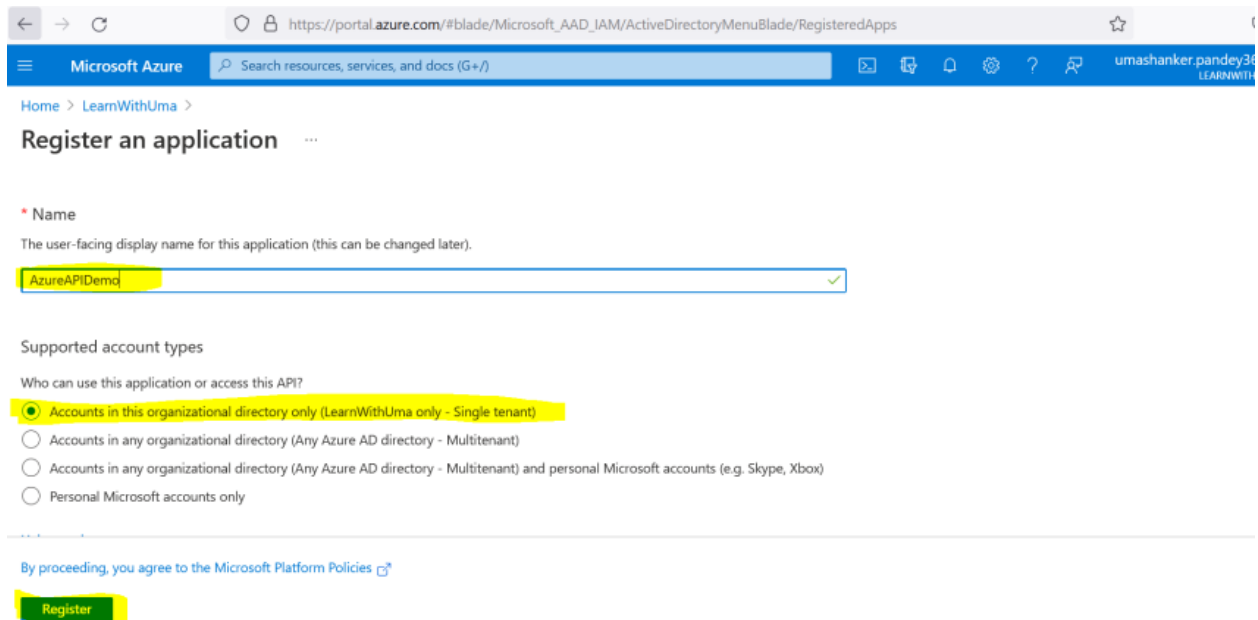 https://portal.azure.com/#blade/Microsoft_AAD_IAM/ActiveDirectoryMenuBlade/RegisteredApps
Microsoft Azure
Search resources, services, and docs (G+/)
umashanker.pandey36
LEARNWITH
Home > LearnWithUma >
Register an application ...
* Name
The user-facing display name for this application (this can be changed later).
AzureAPIDemo
Supported account types
Who can use this application or access this API?
Accounts in this organizational directory only (LearnWithUma only - Single tenant)
Accounts in any organizational directory (Any Azure AD directory - Multitenant)
Accounts in any organizational directory (Any Azure AD directory - Multitenant) and personal Microsoft accounts (e.g. Skype, Xbox)
Personal Microsoft accounts only
By proceeding, you agree to the Microsoft Platform Policies
Register